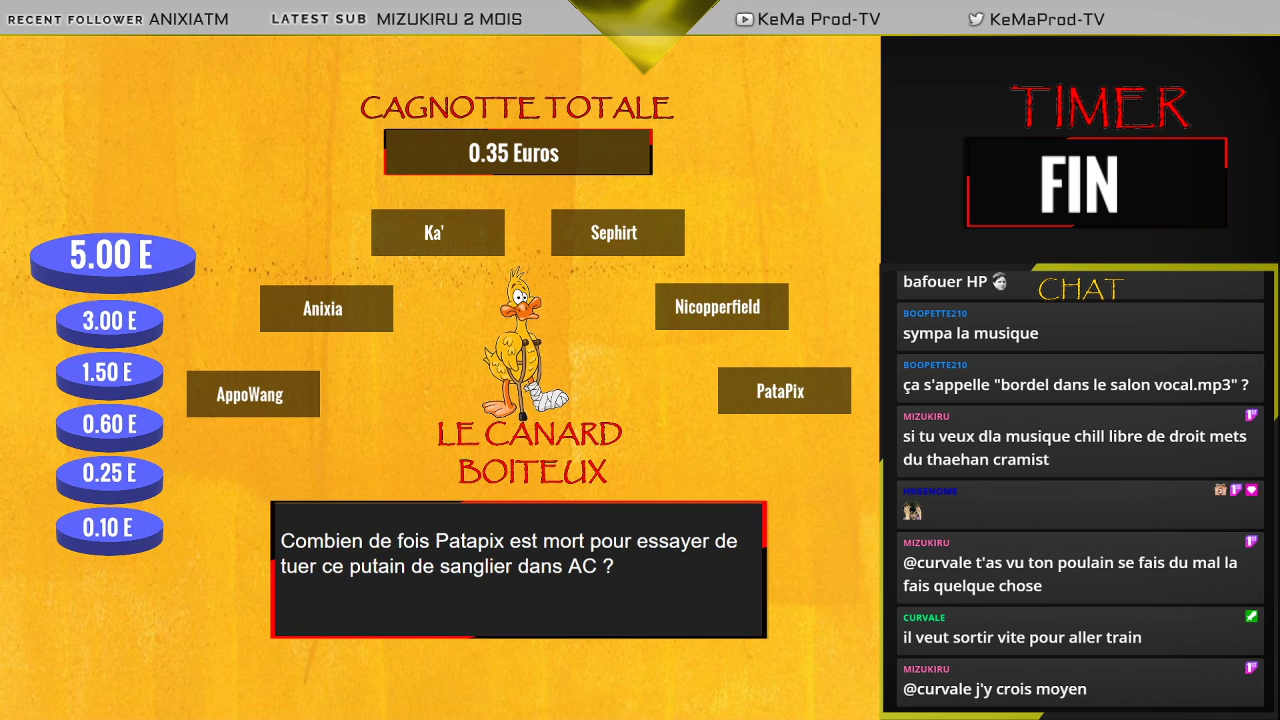 RECENT FOLLOWER ANIXIATM
LATEST SUB MIZUKIRU 2 MOIS
KeMa Prod-TV
KeMaProd-TV
CAGNOTTE TOTALE
0.35 Euros
TIMER
FIN
Ka'
Sephirt
Anixia
Nicopperfield
AppoWang
PataPix
5.00 E
3.00 E
1.50 E
0.60 E
0.25 E
0.10 E
LE CANARD
BOITEUX
Combien de fois Patapix est mort pour essayer de
tuer ce putain de sanglier dans AC ?
CHAT
bafouer HP
BOOPETTE210
sympa la musique
BOOPETTE210
ça s'appelle "bordel dans le salon vocal.mp3" ?
MIZUKIRU
si tu veux dla musique chill libre de droit mets
du thaehan cramist
MIZUKIRU
@curvale t'as vu ton poulain se fais du mal la
fais quelque chose
CURVALE
il veut sortir vite pour aller train
MIZUKIRU
@curvale j'y crois moyen